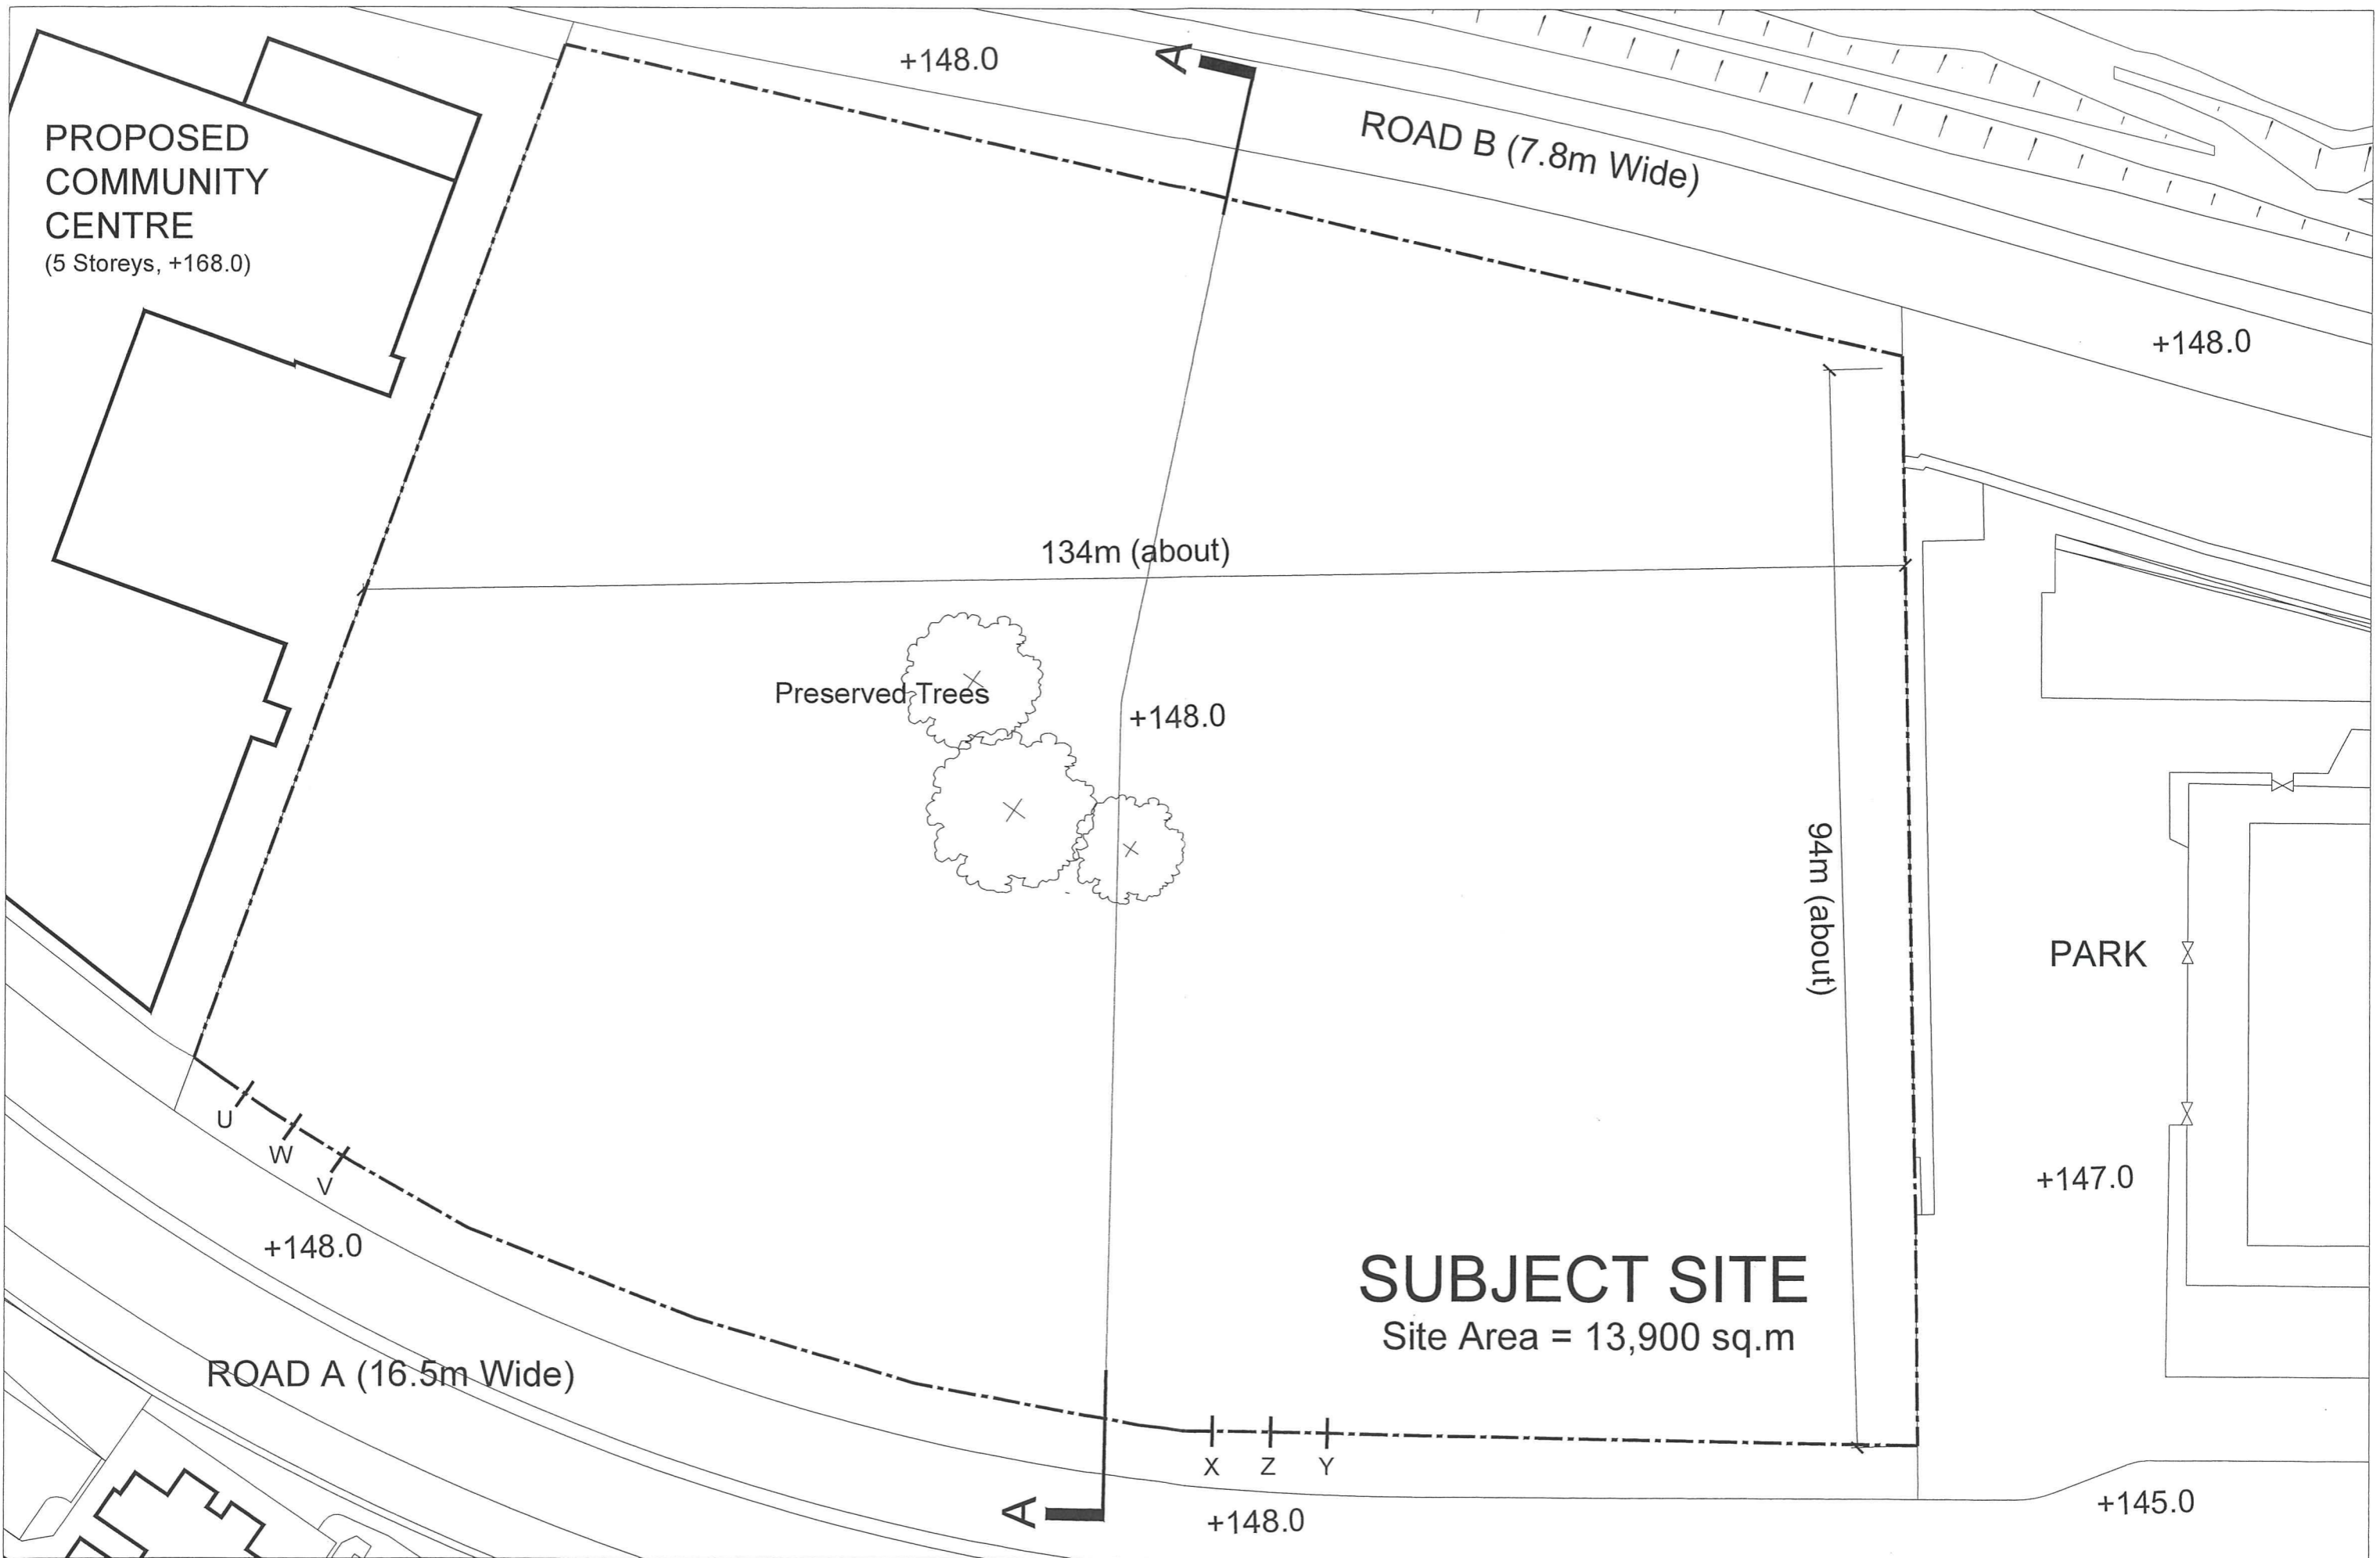 A
+148.0
ROAD B (7.8m Wide)
PROPOSED
COMMUNITY
CENTRE
(5 Storeys, +168.0)
+148.0
134m (about)
Preserved Trees
+148.0
94m (about)
PARK
U
W
V
+147.0
+148.0
SUBJECT SITE
Site Area = 13,900 sq.m
ROAD A (16.5m Wide)
X Z Y
A
+148.0
+145.0